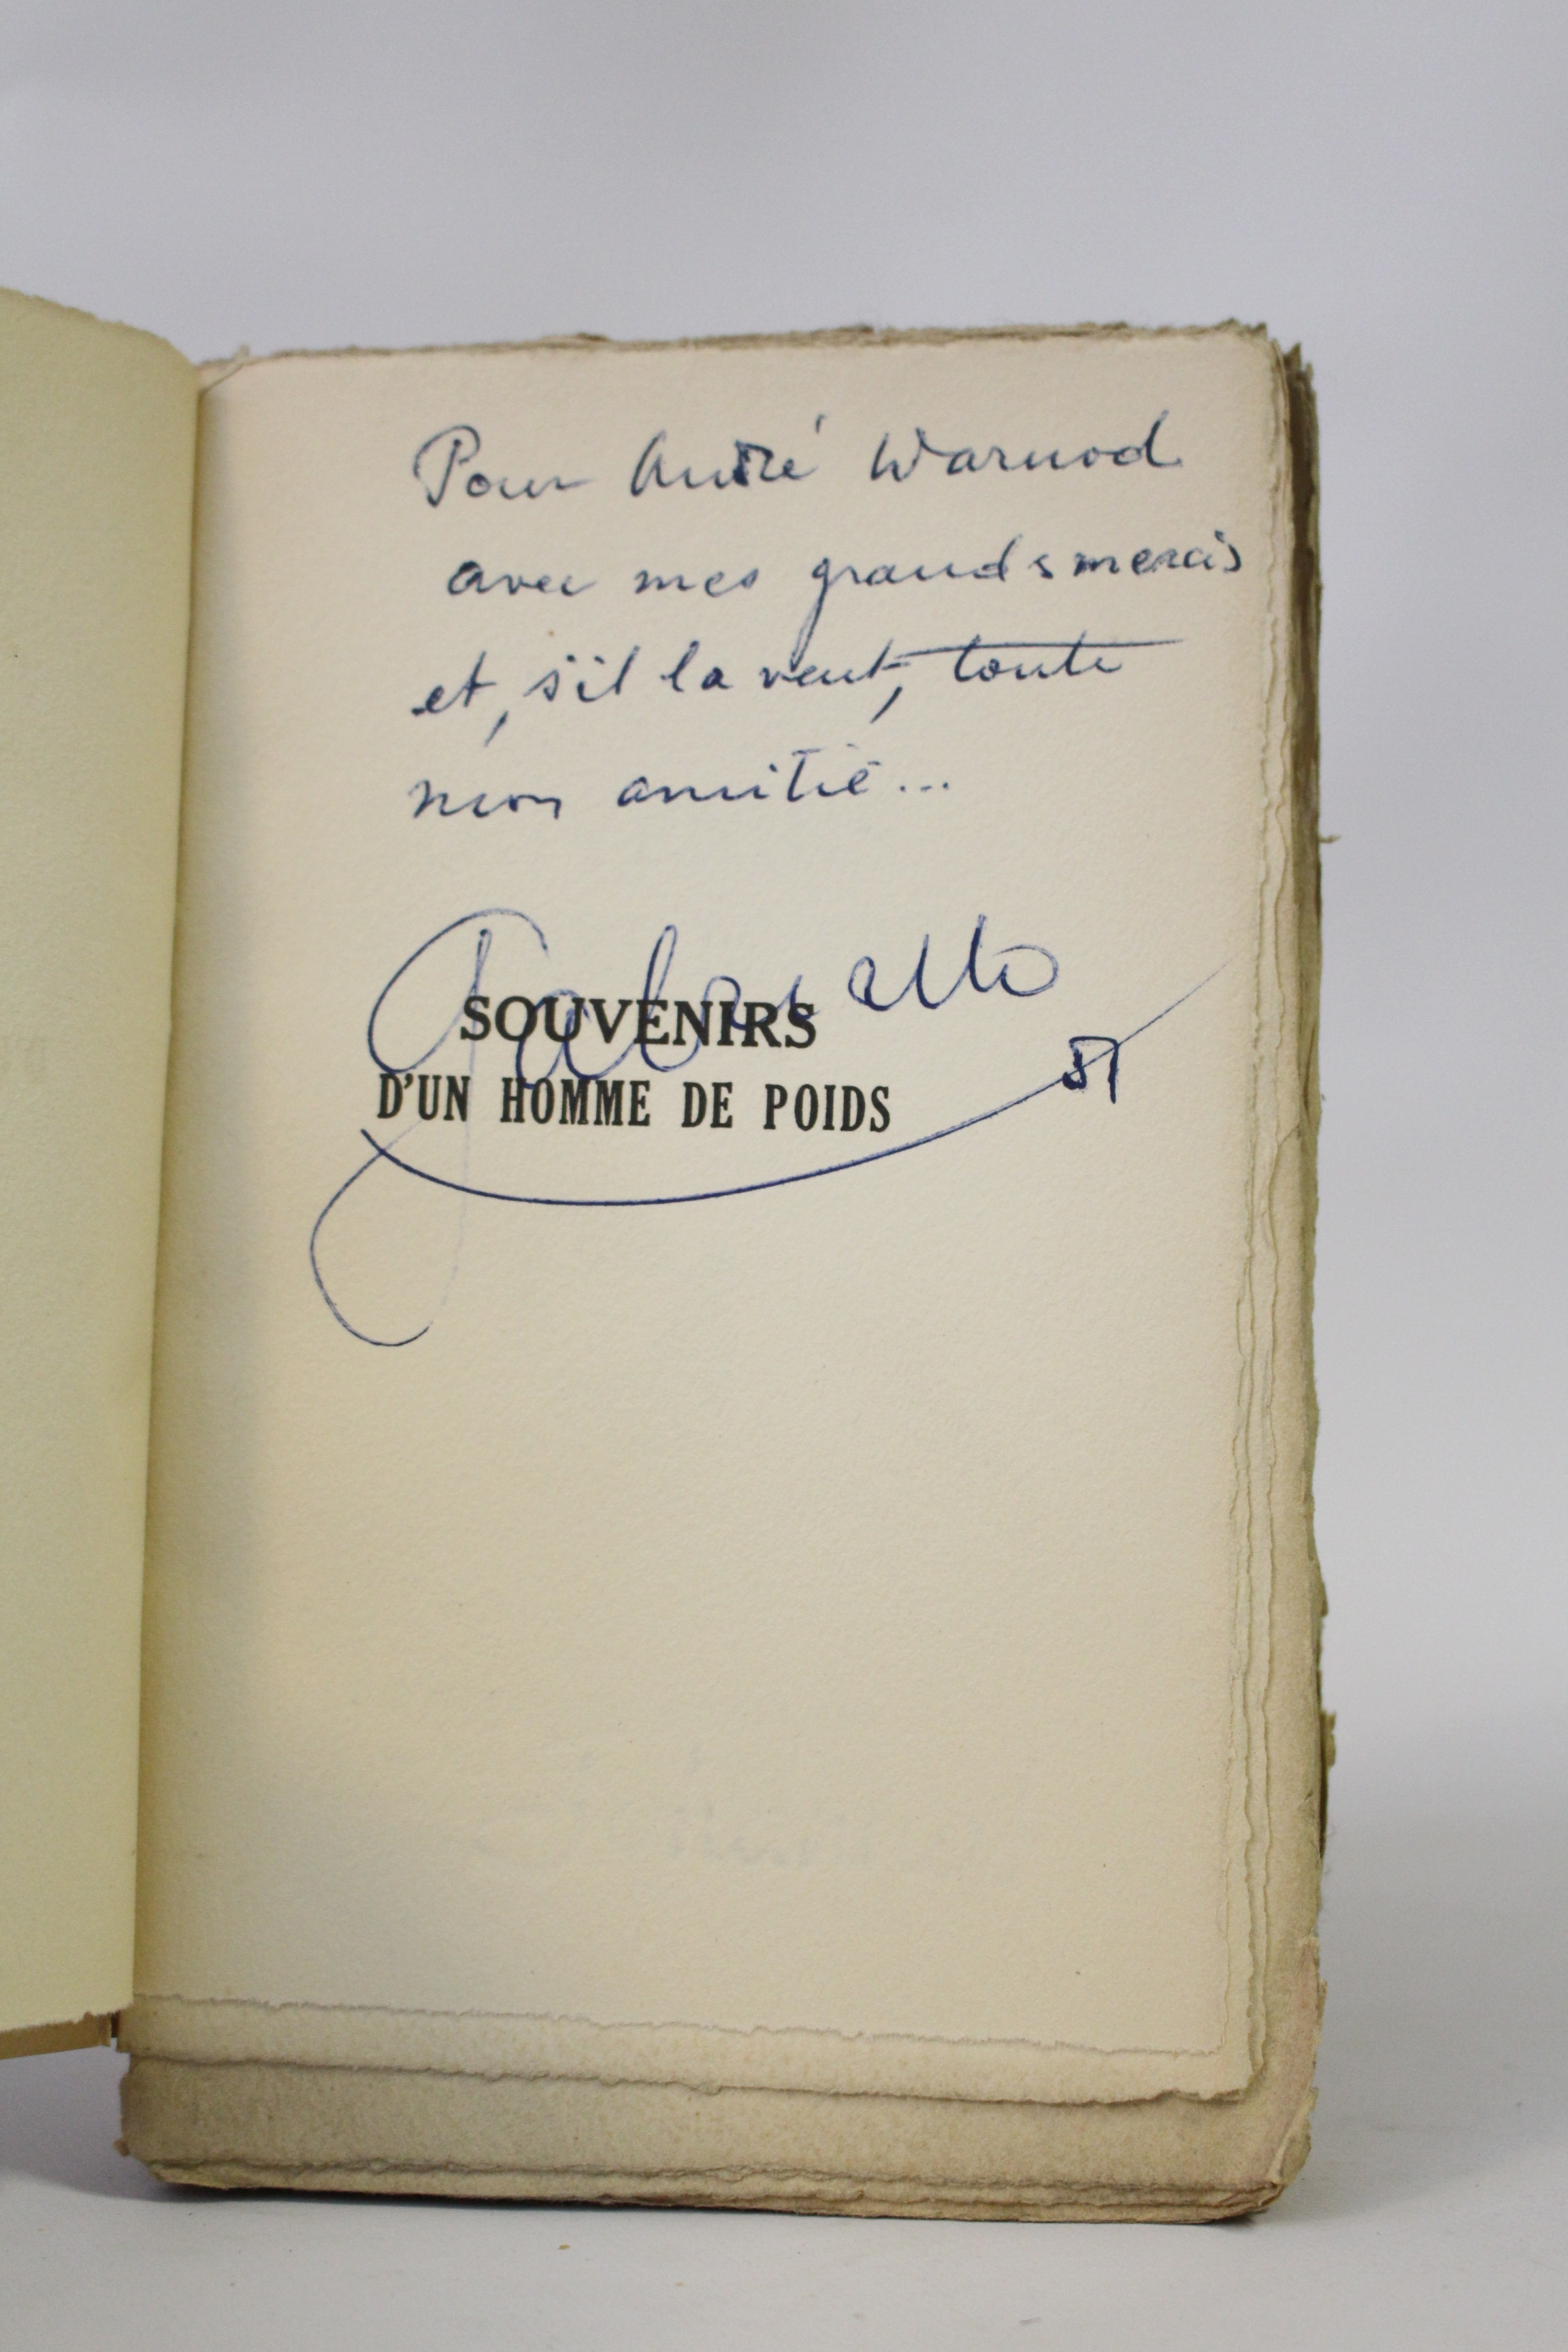 Pour André Warnod
avec mes grands mercis
et, s'il la veut, toute
mon amitié...
SOUVENIRS
D'UN HOMME DE POIDS
51